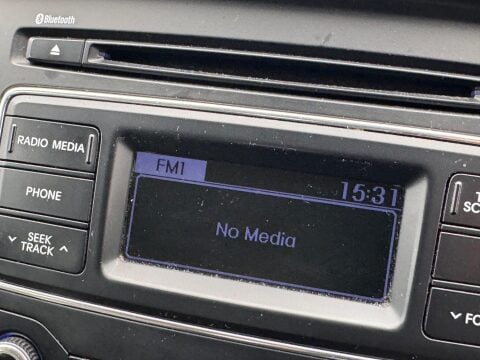 Bluetooth
RADIO MEDIA
PHONE
SEEK
TRACK
FM1
15:31
No Media